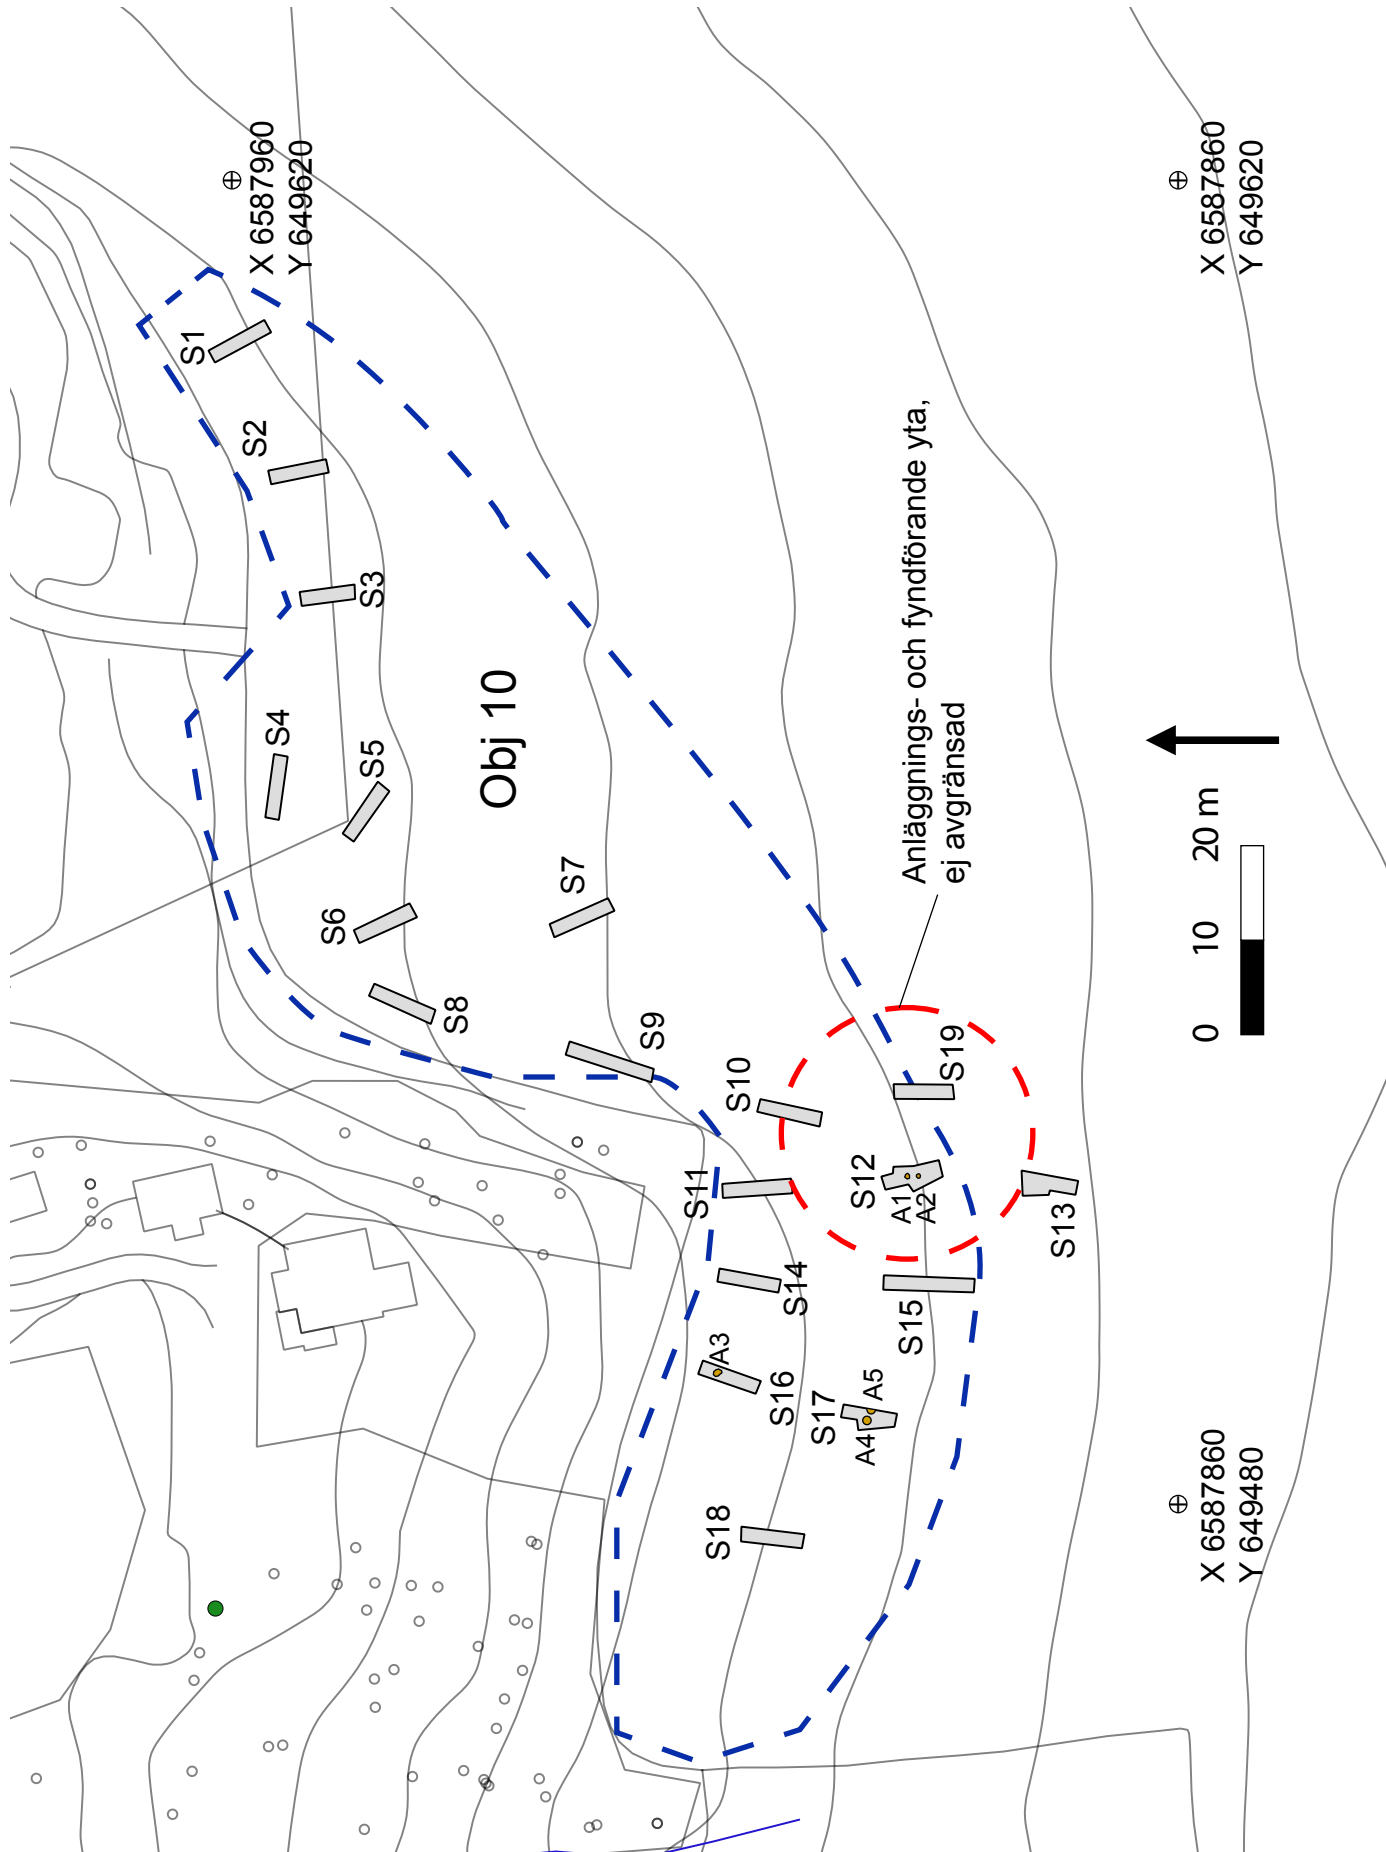 X 6587960
Y 649620
X 6587860
Y 649620
S1
S2
S3
S4
S5
Obj 10
S6
S7
S8
S9
Anläggnings- och fyndförande yta,
ej avgränsad
S10
S11
S12
A1
A2
S19
S13
S14
S15
A3
S16
S17
A4
A5
S18
0 10 20 m
X 6587860
Y 649480